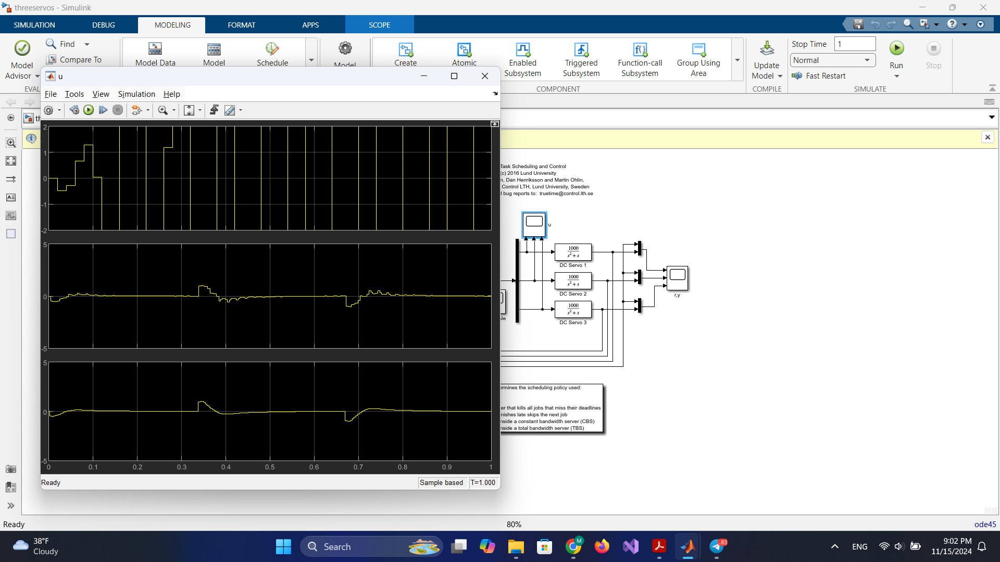 threeservos - Simulink
SIMULATION DEBUG MODELING FORMAT APPS SCOPE
Model Advisor
Find
Compare To
Model Data
Model
Schedule
Model
Create
Atomic
Enabled Subsystem
Triggered Subsystem
Function-call Subsystem
Group Using Area
Update Model
Stop Time 1
Normal
Fast Restart
Run
Stop
EVAL
COMPONENT
COMPILE
SIMULATE
u
File Tools View Simulation Help
th
2
1
0
-1
-2
5
0
-5
5
0
-5
0 0.1 0.2 0.3 0.4 0.5 0.6 0.7 0.8 0.9 1
Ready
Sample based T=1.000
Task Scheduling and Control
(c) 2016 Lund University
n, Dan Henriksson and Martin Ohlin,
Control LTH, Lund University, Sweden
d bug reports to: truetime@control.lth.se
u
1000
s² + s
DC Servo 1
1000
s² + s
DC Servo 2
1000
s² + s
DC Servo 3
r,y
ule
ermines the scheduling policy used:
er that kills all jobs that miss their deadlines
nishes late skips the next job
nside a constant bandwidth server (CBS)
nside a total bandwidth server (TBS)
Ready
80%
ode45
38°F
Cloudy
Search
M
83
ENG
9:02 PM
11/15/2024